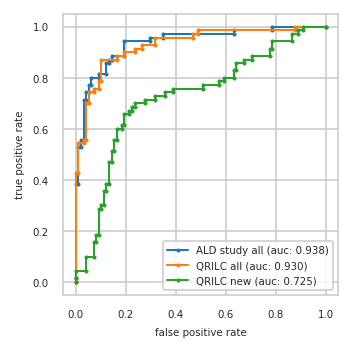 1.0
0.8
0.6
0.4
0.2
0.0
true positive rate
ALD study all (auc: 0.938)
QRILC all (auc: 0.930)
QRILC new (auc: 0.725)
0.0 0.2 0.4 0.6 0.8 1.0
false positive rate